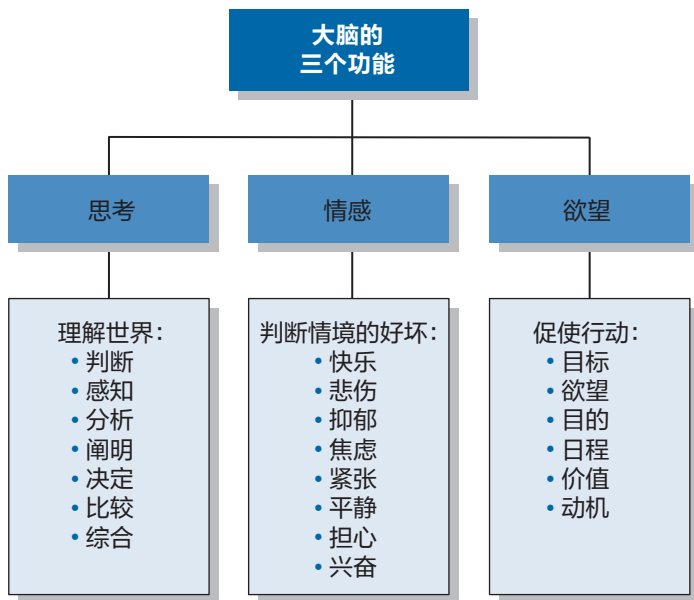 大脑的
三个功能
思考
情感
欲望
理解世界：
• 判断
• 感知
• 分析
• 阐明
• 决定
• 比较
• 综合
判断情境的好坏：
• 快乐
• 悲伤
• 抑郁
• 焦虑
• 紧张
• 平静
• 担心
• 兴奋
促使行动：
• 目标
• 欲望
• 目的
• 日程
• 价值
• 动机